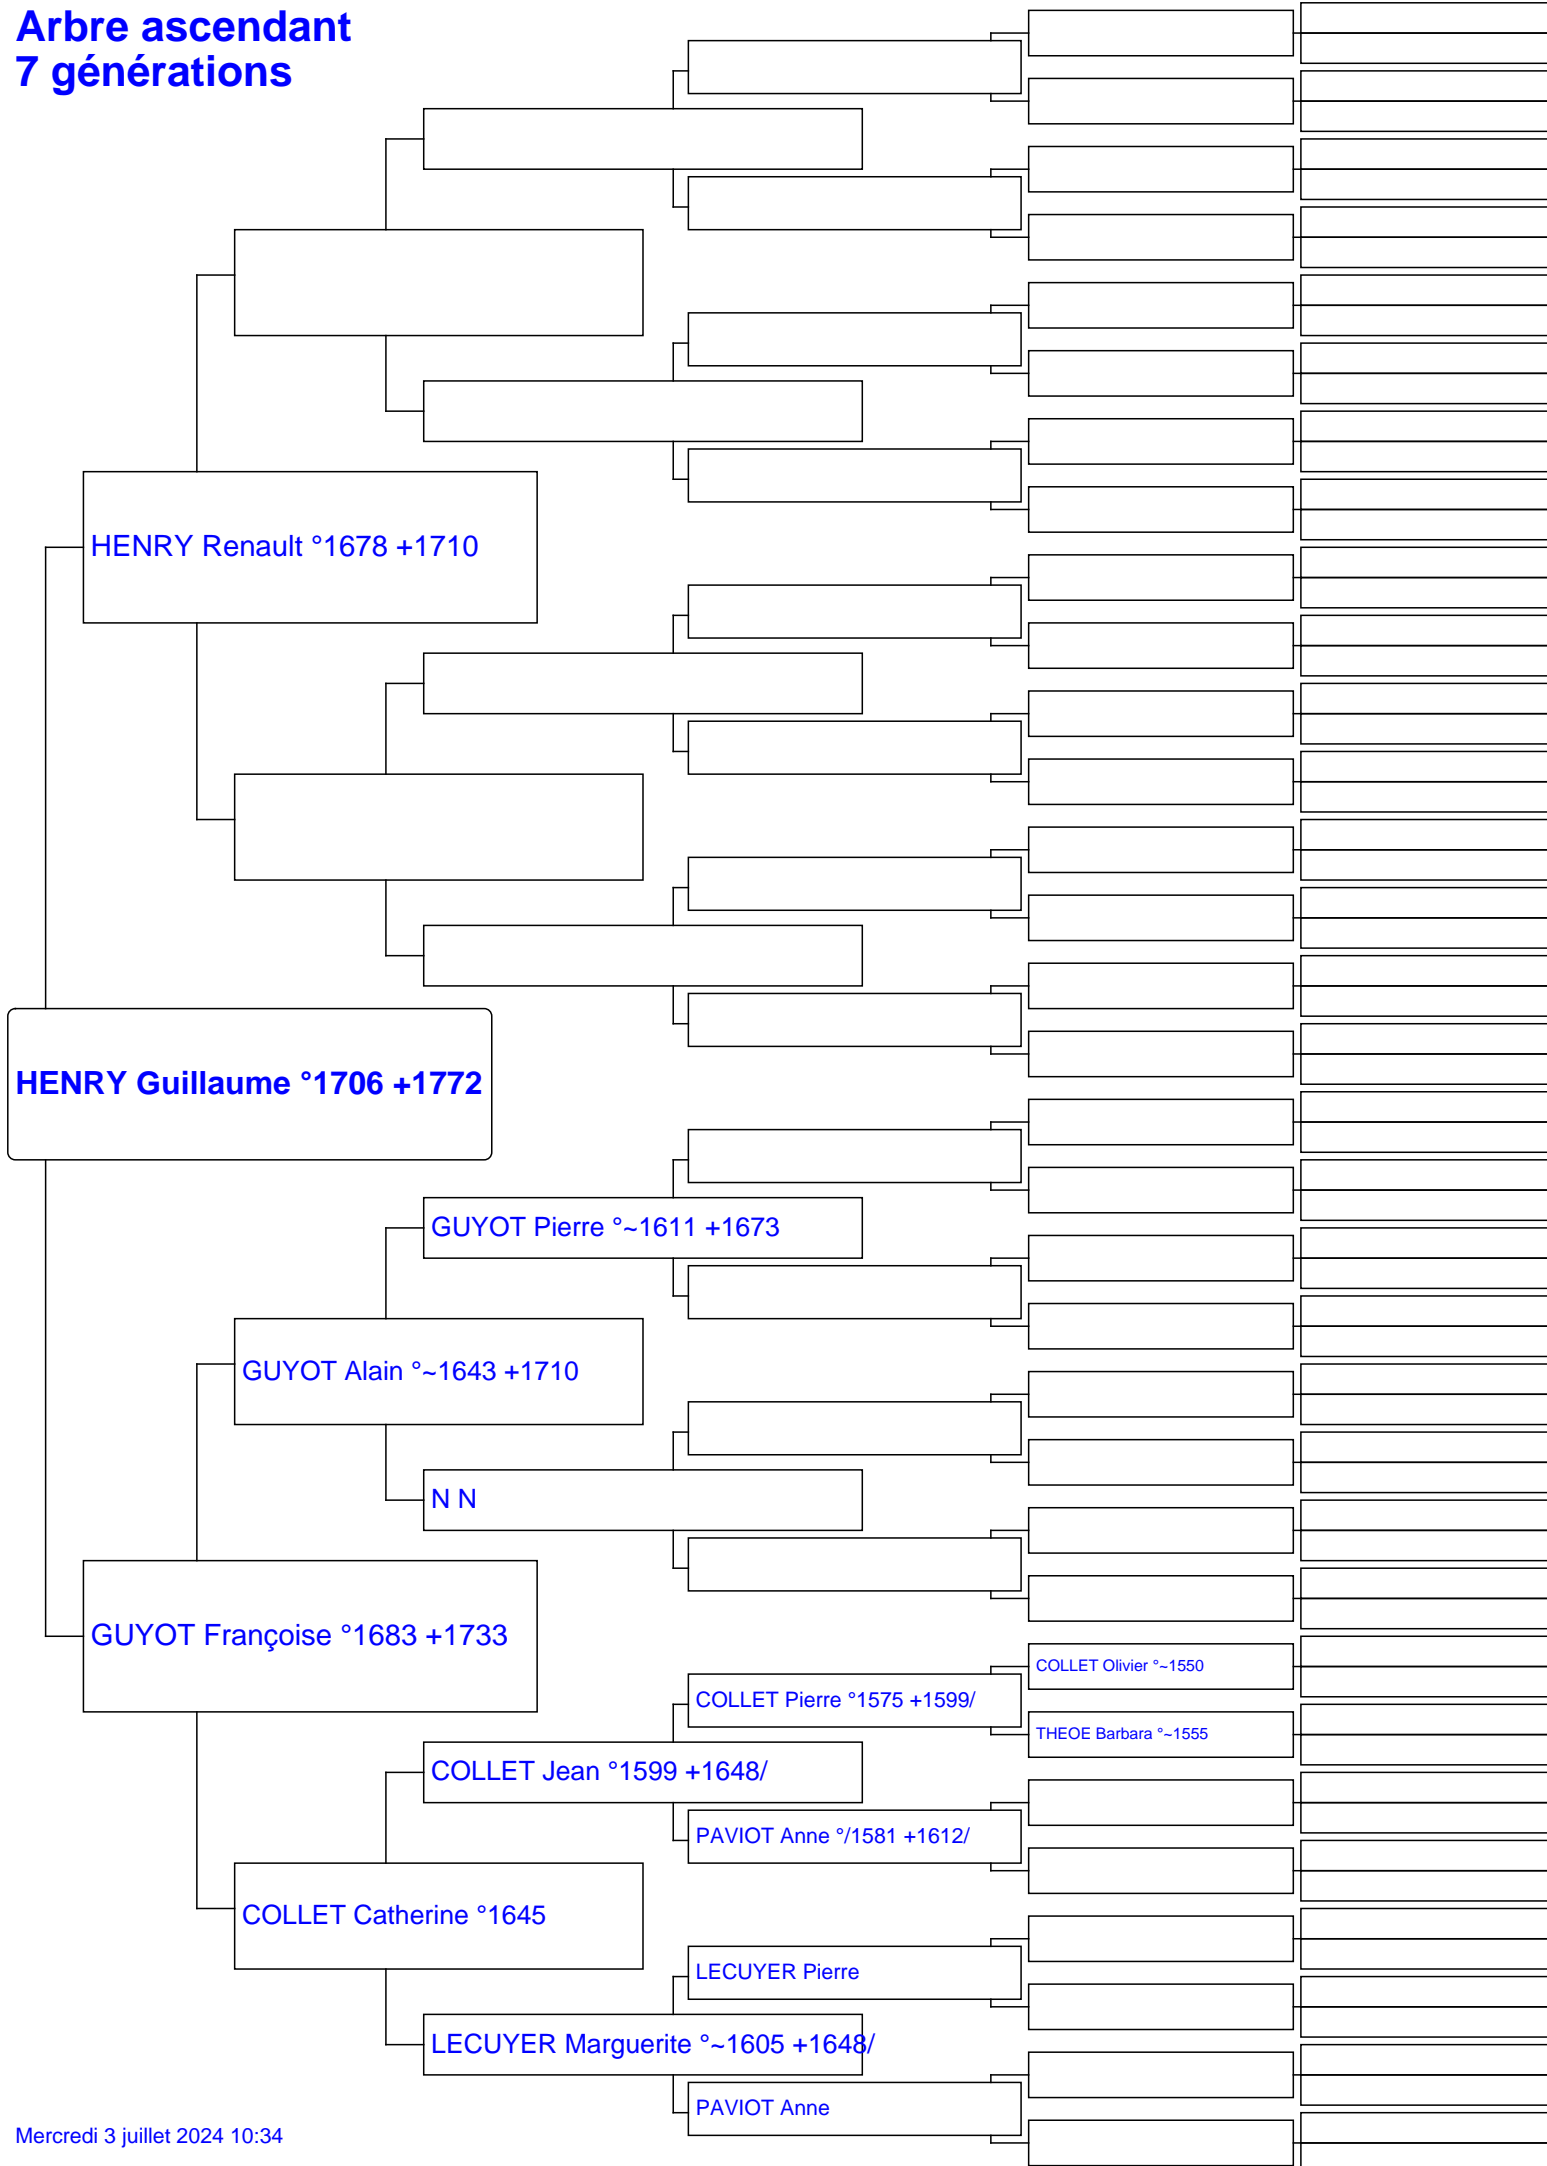 Arbre ascendant
7 générations
HENRY Renault °1678 +1710
HENRY Guillaume °1706 +1772
GUYOT Pierre °~1611 +1673
GUYOT Alain °~1643 +1710
N N
GUYOT Françoise °1683 +1733
COLLET Olivier °~1550
COLLET Pierre °1575 +1599/
THEOE Barbara °~1555
COLLET Jean °1599 +1648/
PAVIOT Anne °/1581 +1612/
COLLET Catherine °1645
LECUYER Pierre
LECUYER Marguerite °~1605 +1648/
PAVIOT Anne
Mercredi 3 juillet 2024 10:34